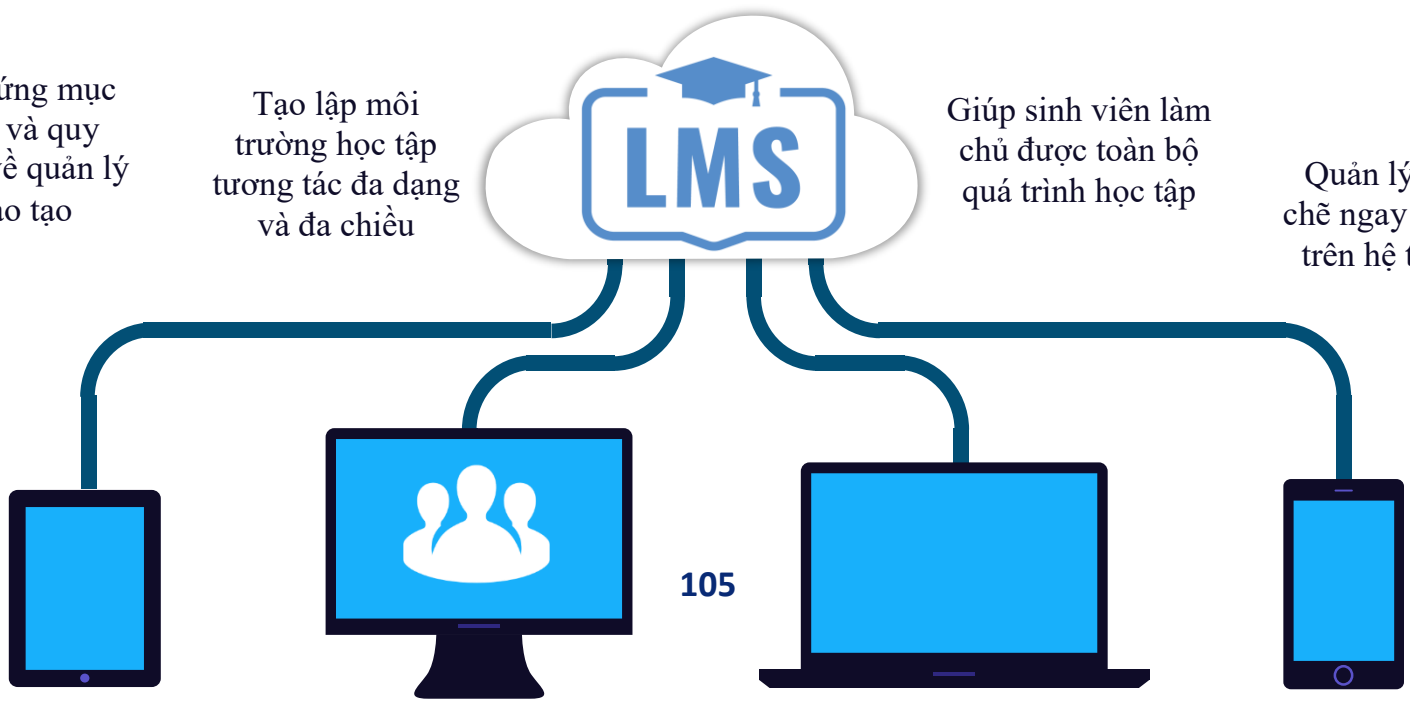 ứng mục
và quy
về quản lý
tạo
Tạo lập môi
trường học tập
tương tác đa dạng
và đa chiều
LMS
Giúp sinh viên làm
chủ được toàn bộ
quá trình học tập
Quản lý
chẽ ngay
trên hệ
105